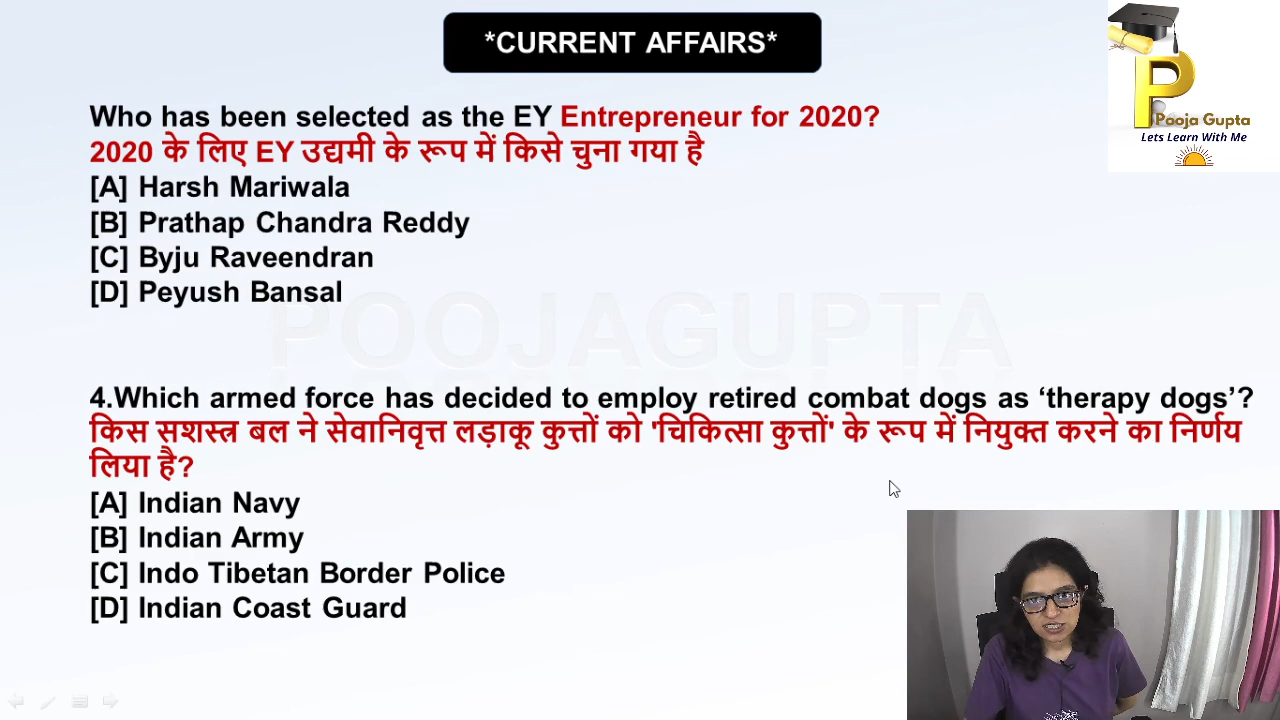 *CURRENT AFFAIRS*
P
Pooja Gupta
Lets Learn With Me
Who has been selected as the EY Entrepreneur for 2020?
2020 के लिए EY उद्यमी के रूप में किसे चुना गया है
[A] Harsh Mariwala
[B] Prathap Chandra Reddy
[C] Byju Raveendran
[D] Peyush Bansal
POOJAGUPTA
4.Which armed force has decided to employ retired combat dogs as ‘therapy dogs’?
किस सशस्त्र बल ने सेवानिवृत्त लड़ाकू कुत्तों को 'चिकित्सा कुत्तों' के रूप में नियुक्त करने का निर्णय
लिया है?
[A] Indian Navy
[B] Indian Army
[C] Indo Tibetan Border Police
[D] Indian Coast Guard